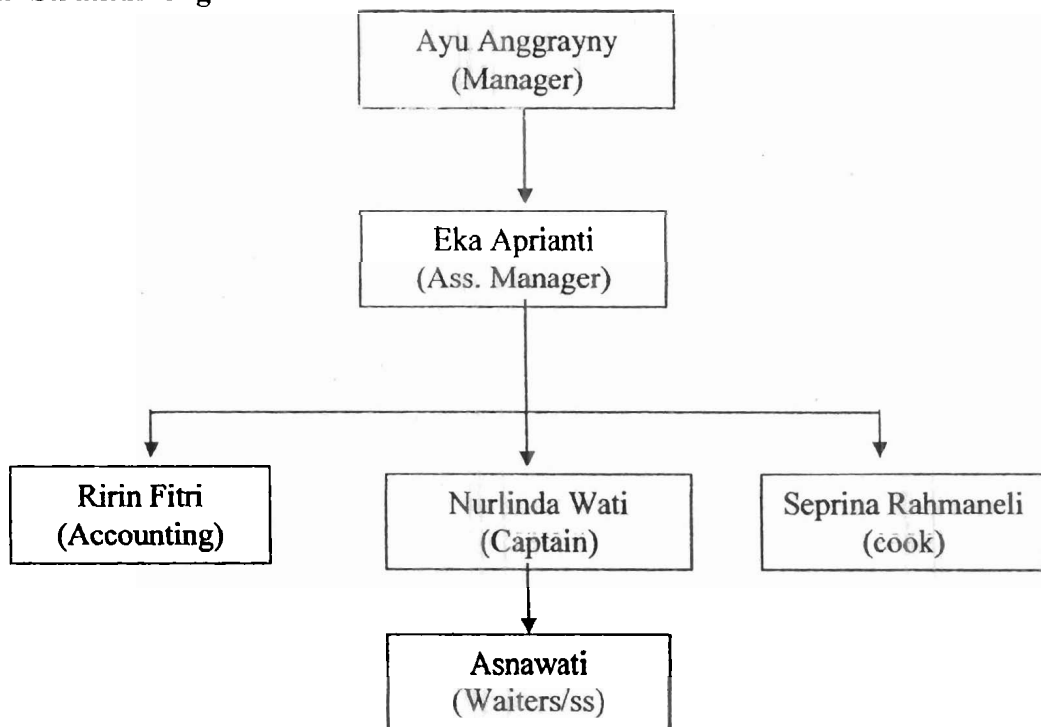 Ayu Anggrayny
(Manager)
Eka Aprianti
(Ass. Manager)
Ririn Fitri
(Accounting)
Nurlinda Wati
(Captain)
Seprina Rahmaneli
(cook)
Asnawati
(Waiters/ss)